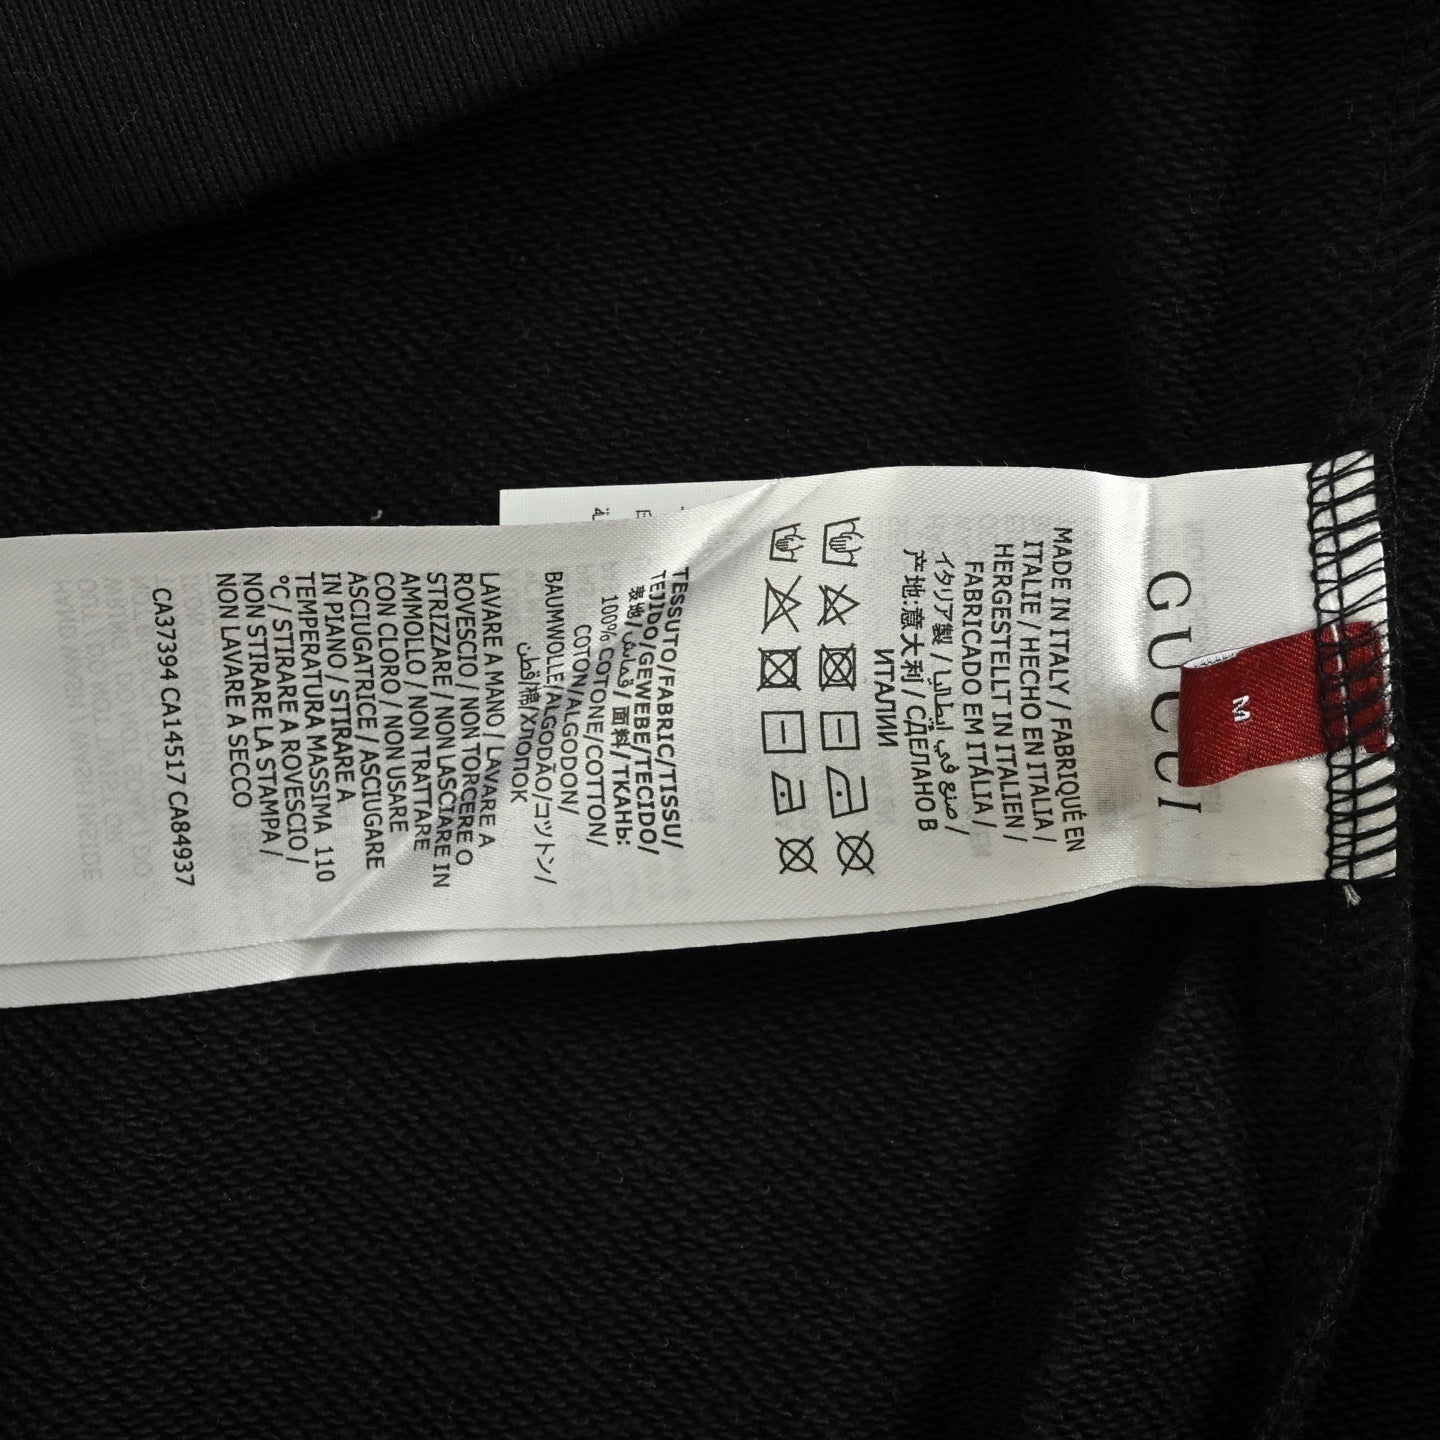 GUCCI
M
MADE IN ITALY / FABRIQUÉ EN
ITALIE / HECHO EN ITALIA /
HERGESTELLT IN ITALIEN /
FABRICADO EM ITÁLIA /
イタリア製 / صنع في إيطاليا /
产地:意大利 / СДЕЛАНО В
ИТАЛИИ
TESSUTO/FABRIC/TISSU/
TEJIDO/GEWEBE/TECIDO/
表地/قماش/面料/ТКАНЬ:
100% COTONE/COTTON/
COTON/ALGODON/
BAUMWOLLE/ALGODÃO/コットン/
قطن/棉/ХЛОПОК
LAVARE A MANO / LAVARE A
ROVESCIO / NON TORCERE O
STRIZZARE / NON LASCIARE IN
AMMOLLO / NON TRATTARE
CON CLORO / NON USARE
ASCIUGATRICE / ASCIUGARE
IN PIANO / STIRARE A
TEMPERATURA MASSIMA 110
°C / STIRARE A ROVESCIO /
NON STIRARE LA STAMPA /
NON LAVARE A SECCO
CA37394 CA14517 CA84937